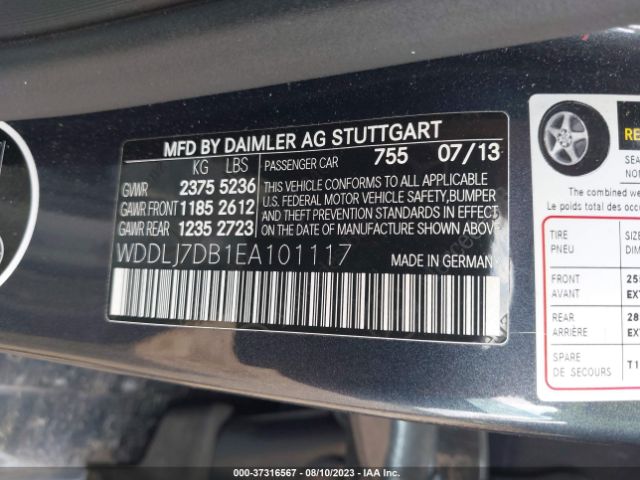 MFD BY DAIMLER AG STUTTGART
KG LBS
GVWR 2375 5236
GAWR FRONT 1185 2612
GAWR REAR 1235 2723
PASSENGER CAR 755 07/13
THIS VEHICLE CONFORMS TO ALL APPLICABLE
U.S. FEDERAL MOTOR VEHICLE SAFETY, BUMPER
AND THEFT PREVENTION STANDARDS IN EFFECT
ON THE DATE OF MANUFACTURE SHOWN ABOVE.
WDDLJ7DB1EA101117
MADE IN GERMANY
The combined we
Le poids total des occu
TIRE
PNEU
FRONT
AVANT
REAR
ARRIÈRE
SPARE
DE SECOURS
000-37316567 - 08/10/2023 - IAA Inc.